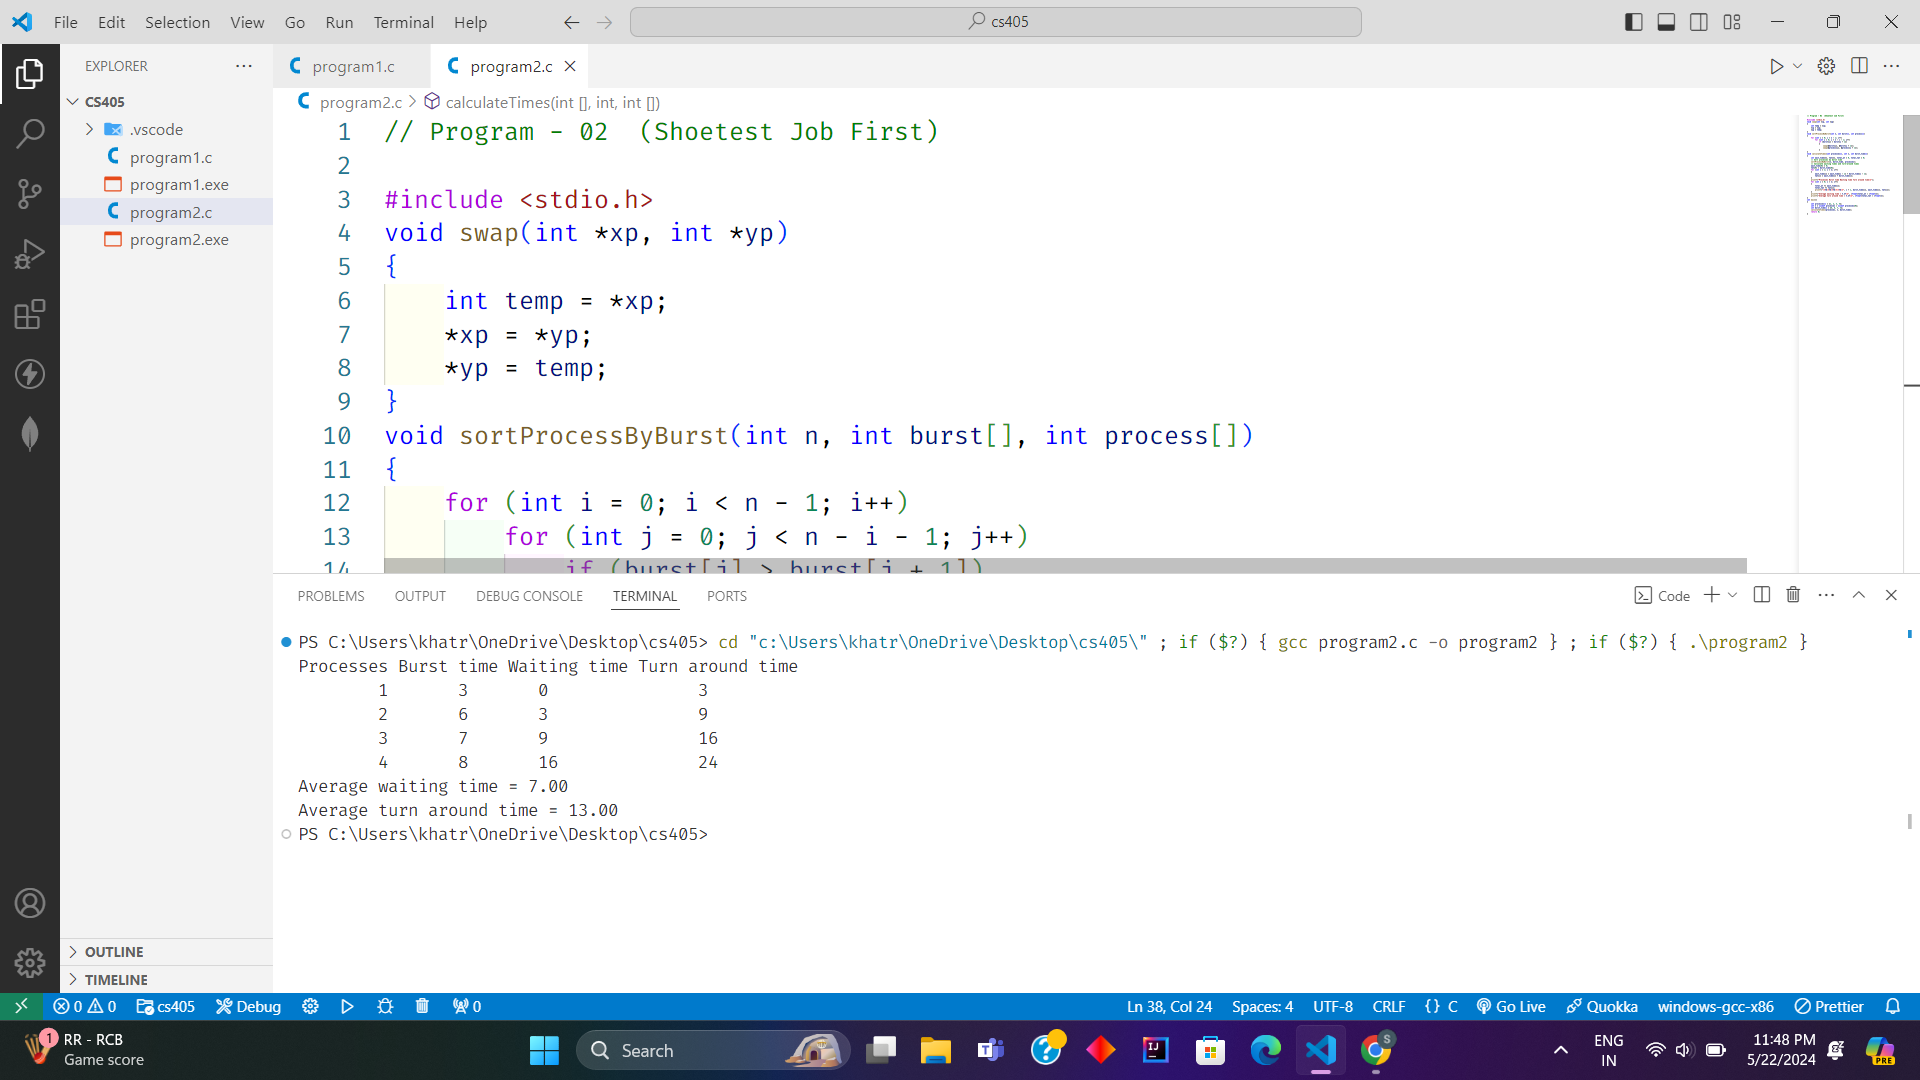 File Edit Selection View Go Run Terminal Help
cs405
EXPLORER
CS405
.vscode
program1.c
program1.exe
program2.c
program2.exe
OUTLINE
TIMELINE
program1.c
program2.c
program2.c > calculateTimes(int [], int, int [])
1 // Program - 02  (Shoetest Job First)
2
3 #include <stdio.h>
4 void swap(int *xp, int *yp)
5 {
6     int temp = *xp;
7     *xp = *yp;
8     *yp = temp;
9 }
10 void sortProcessByBurst(int n, int burst[], int process[])
11 {
12     for (int i = 0; i < n - 1; i++)
13         for (int j = 0; j < n - i - 1; j++)
14             if (burst[j] > burst[j + 1])
PROBLEMS OUTPUT DEBUG CONSOLE TERMINAL PORTS
Code
PS C:\Users\khatr\OneDrive\Desktop\cs405> cd "c:\Users\khatr\OneDrive\Desktop\cs405\" ; if ($?) { gcc program2.c -o program2 } ; if ($?) { .\program2 }
Processes Burst time Waiting time Turn around time
1 3 0 3
2 6 3 9
3 7 9 16
4 8 16 24
Average waiting time = 7.00
Average turn around time = 13.00
PS C:\Users\khatr\OneDrive\Desktop\cs405>
0 0 cs405 Debug 0 Ln 38, Col 24 Spaces: 4 UTF-8 CRLF {} C Go Live Quokka windows-gcc-x86 Prettier
1 RR - RCB
Game score
Search
S
ENG
IN
11:48 PM
5/22/2024
PRE